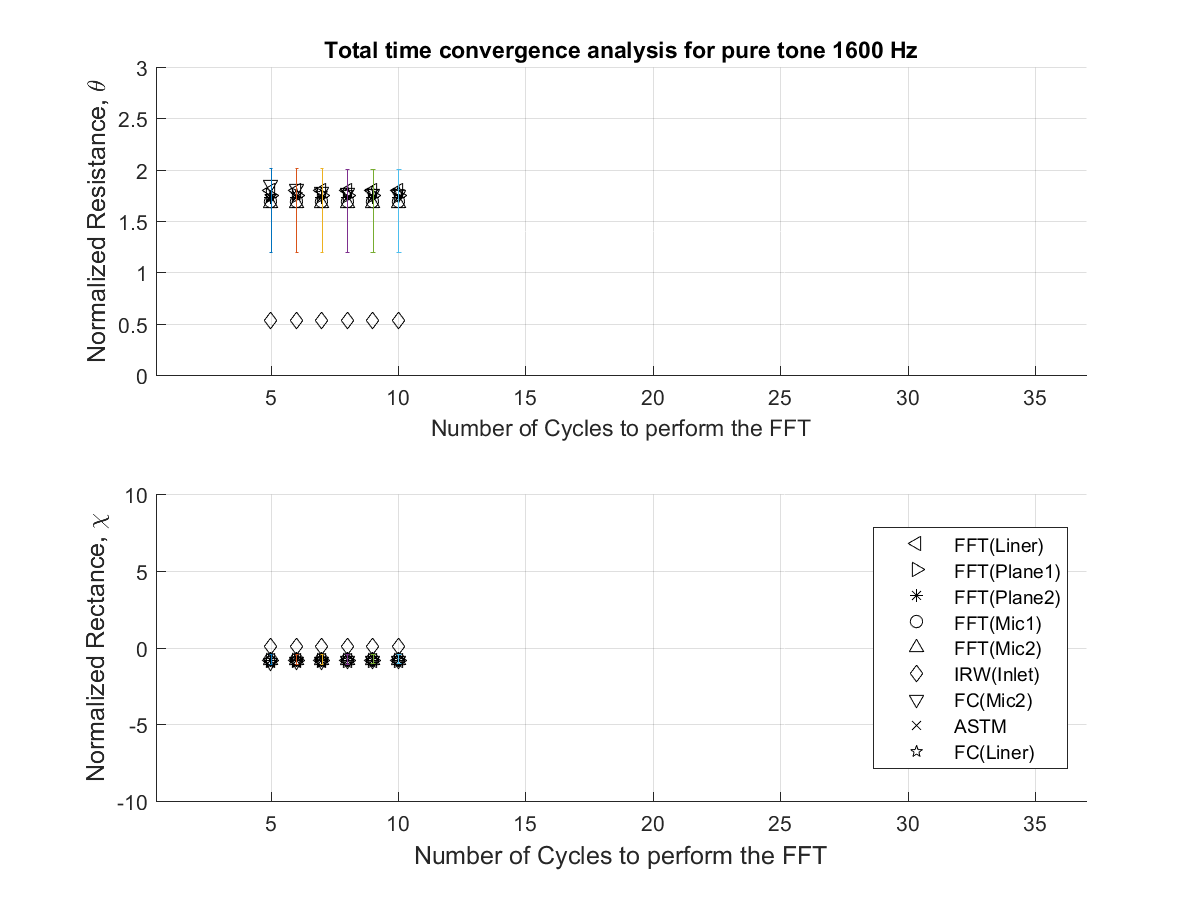 Total time convergence analysis for pure tone 1600 Hz
Normalized Resistance, θ
3
2.5
2
1.5
1
0.5
0
5 10 15 20 25 30 35
Number of Cycles to perform the FFT
Normalized Rectance, χ
10
5
0
-5
-10
FFT(Liner)
FFT(Plane1)
FFT(Plane2)
FFT(Mic1)
FFT(Mic2)
IRW(Inlet)
FC(Mic2)
ASTM
FC(Liner)
5 10 15 20 25 30 35
Number of Cycles to perform the FFT